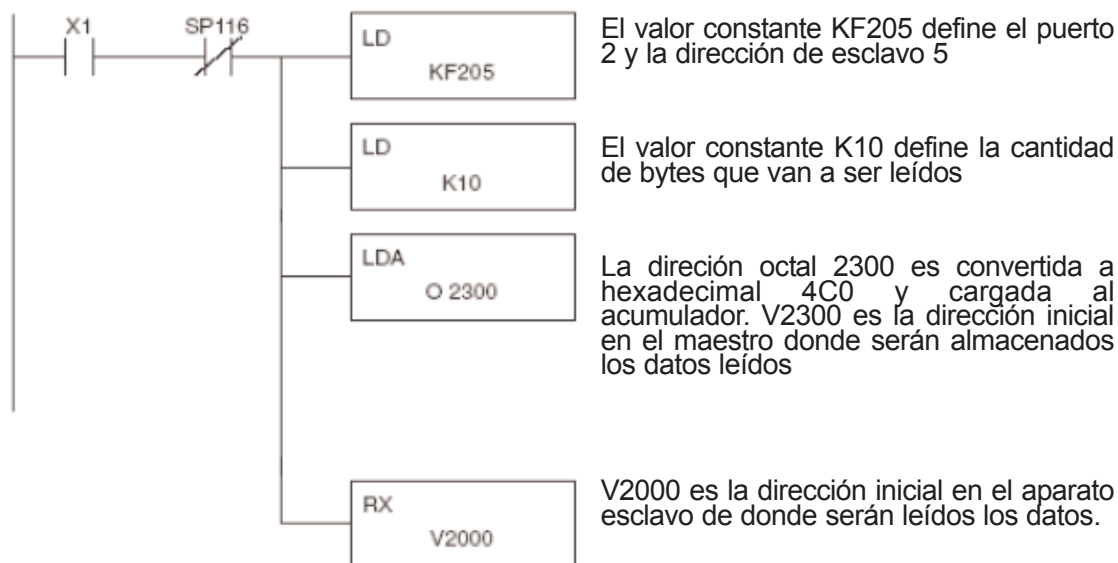 X1
SP116
LD
KF205
El valor constante KF205 define el puerto
2 y la dirección de esclavo 5
LD
K10
El valor constante K10 define la cantidad
de bytes que van a ser leídos
LDA
O 2300
La direción octal 2300 es convertida a
hexadecimal 4C0 y cargada al
acumulador. V2300 es la dirección inicial
en el maestro donde serán almacenados
los datos leídos
RX
V2000
V2000 es la dirección inicial en el aparato
esclavo de donde serán leídos los datos.